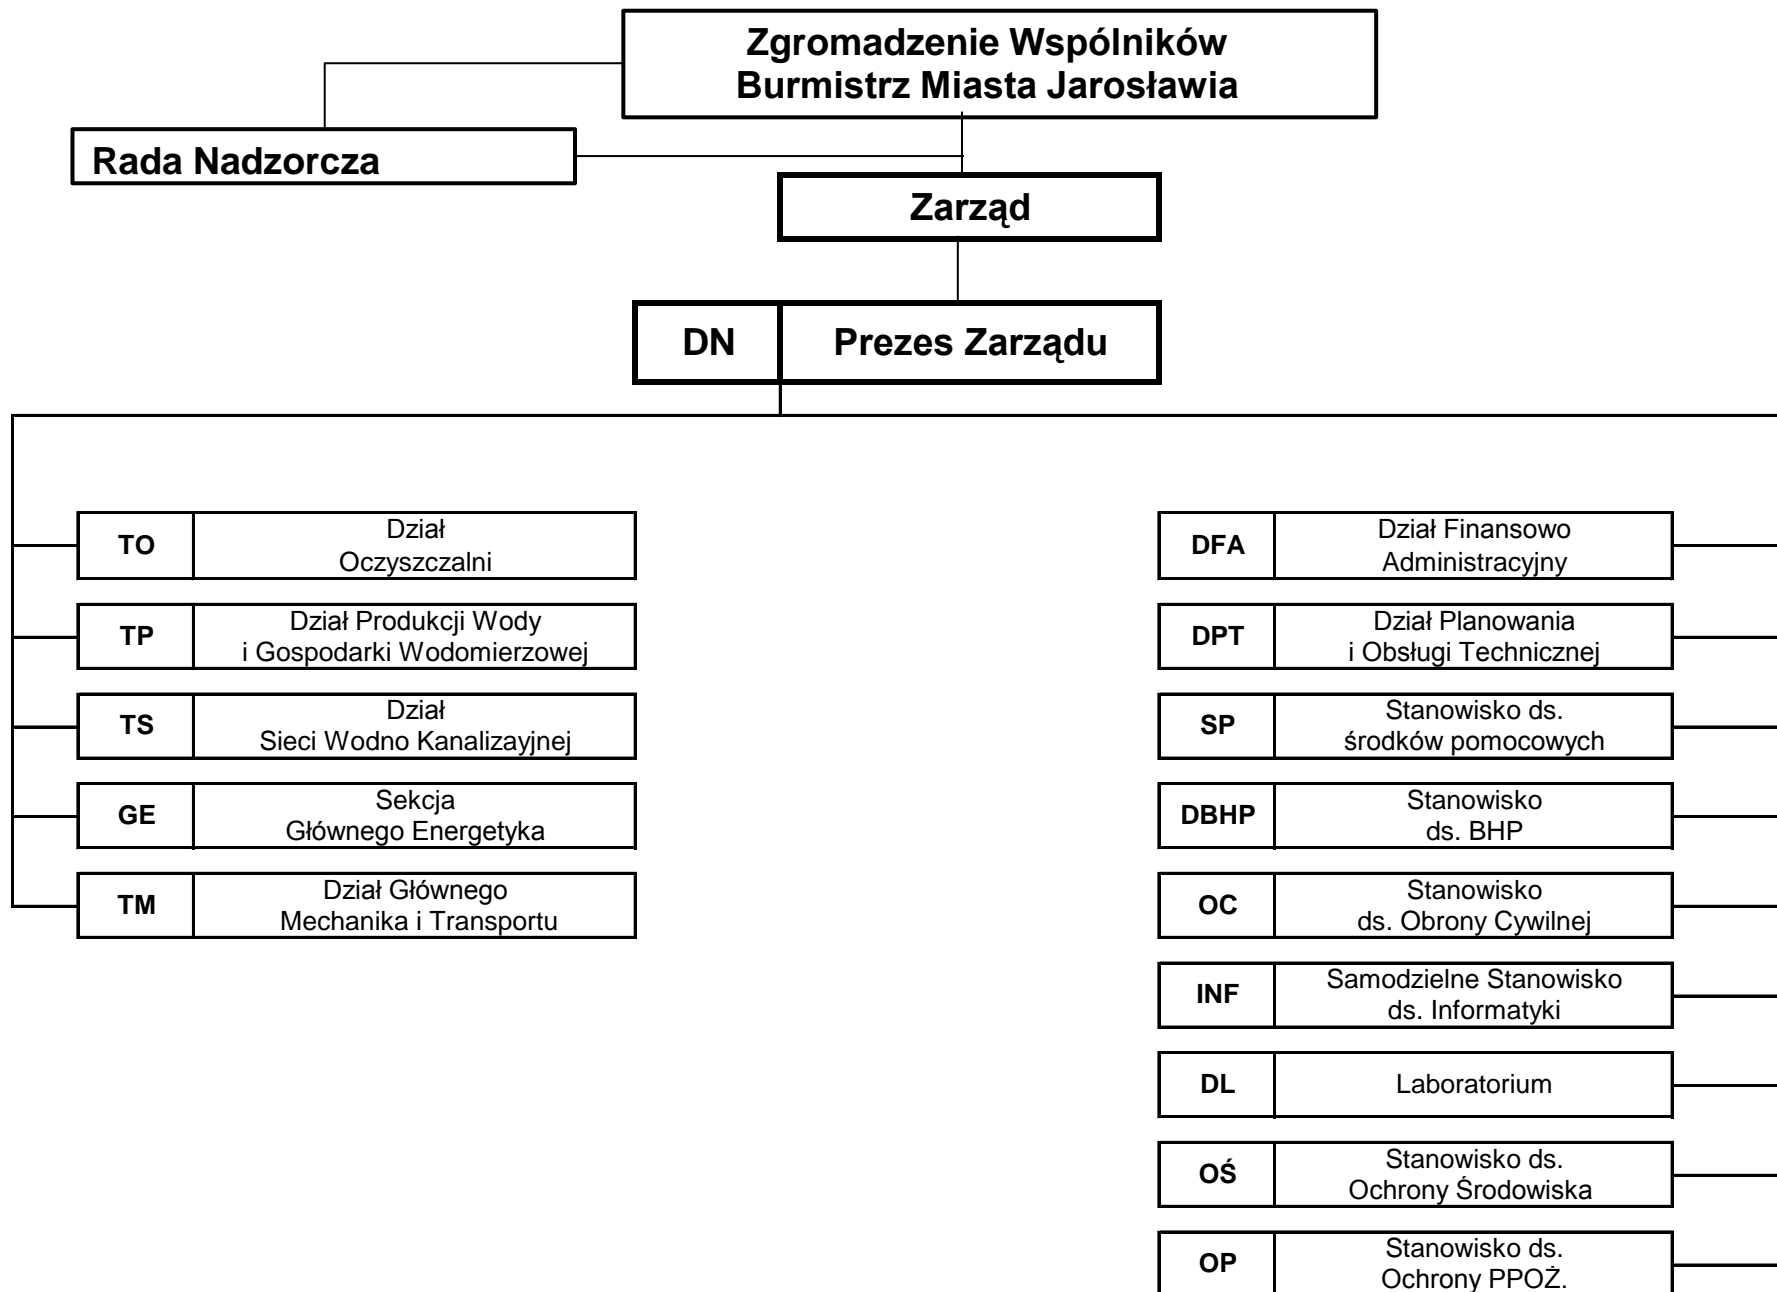 Zgromadzenie Wspólników
Burmistrz Miasta Jarosławia
Rada Nadzorcza
Zarząd
DN
Prezes Zarządu
TO
Dział
Oczyszczalni
TP
Dział Produkcji Wody
i Gospodarki Wodomierzowej
TS
Dział
Sieci Wodno Kanalizayjnej
GE
Sekcja
Głównego Energetyka
TM
Dział Głównego
Mechanika i Transportu
DFA
Dział Finansowo
Administracyjny
DPT
Dział Planowania
i Obsługi Technicznej
SP
Stanowisko ds.
środków pomocowych
DBHP
Stanowisko
ds. BHP
OC
Stanowisko
ds. Obrony Cywilnej
INF
Samodzielne Stanowisko
ds. Informatyki
DL
Laboratorium
OŚ
Stanowisko ds.
Ochrony Środowiska
OP
Stanowisko ds.
Ochrony PPOŻ.